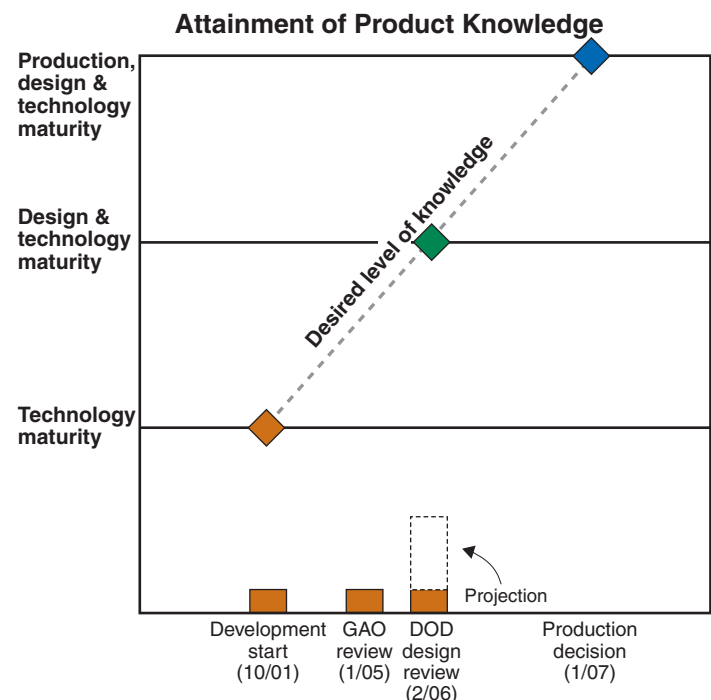 Attainment of Product Knowledge
Production,
design &
technology
maturity
Design &
technology
maturity
Technology
maturity
Desired level of knowledge
Projection
Development
start
(10/01)
GAO
review
(1/05)
DOD
design
review
(2/06)
Production
decision
(1/07)